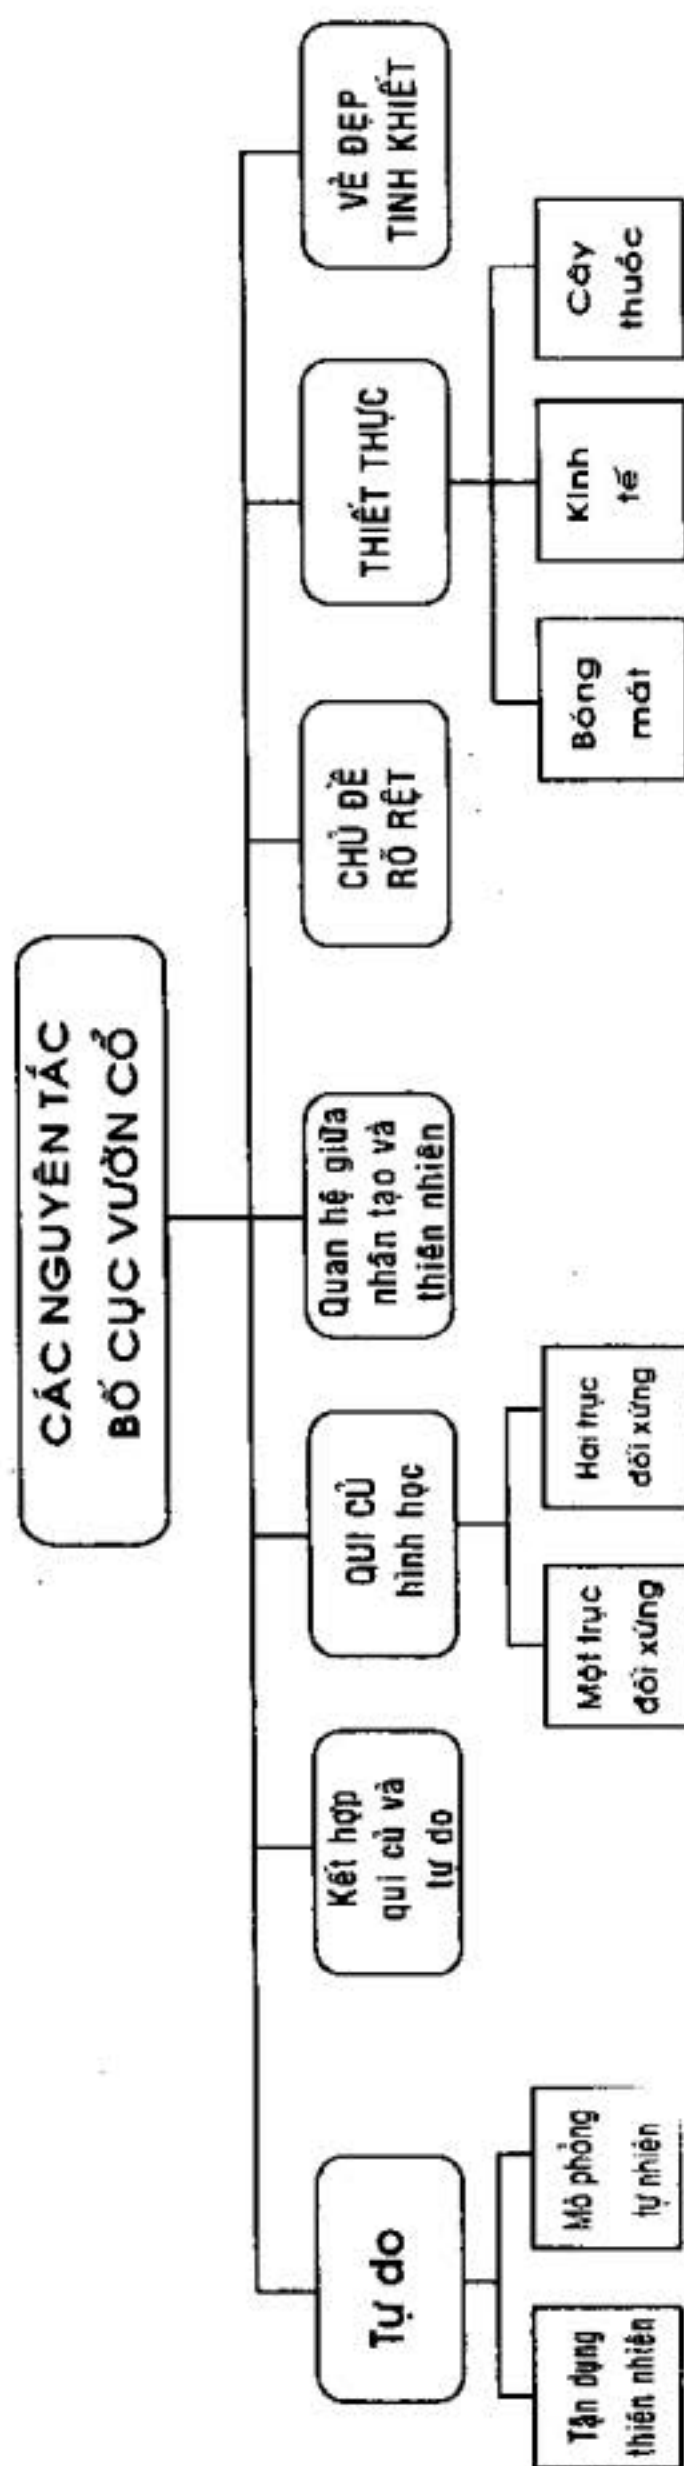 CÁC NGUYÊN TẮC
BỐ CỤC VƯỜN CỔ
Tự do
Kết hợp
qui củ và
tự do
QUI CỦ
hình học
Quan hệ giữa
nhân tạo và
thiên nhiên
CHỦ ĐỀ
RÕ RỆT
THIẾT THỰC
VẺ ĐẸP
TINH KHIẾT
Tận dụng
thiên nhiên
Mô phỏng
tự nhiên
Một trục
đối xứng
Hai trục
đối xứng
Bóng
mát
Kinh
tế
Cây
thuốc